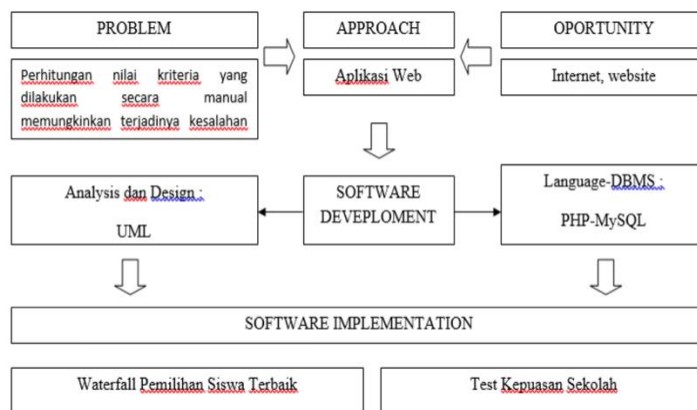 PROBLEM
APPROACH
OPORTUNITY
Perhitungan nilai kriteria yang
dilakukan secara manual
memungkinkan terjadinya kesalahan
Aplikasi Web
Internet, website
Analysis dan Design :
UML
SOFTWARE
DEVEPLOMENT
Language-DBMS :
PHP-MySQL
SOFTWARE IMPLEMENTATION
Waterfall Pemilihan Siswa Terbaik
Test Kepuasan Sekolah